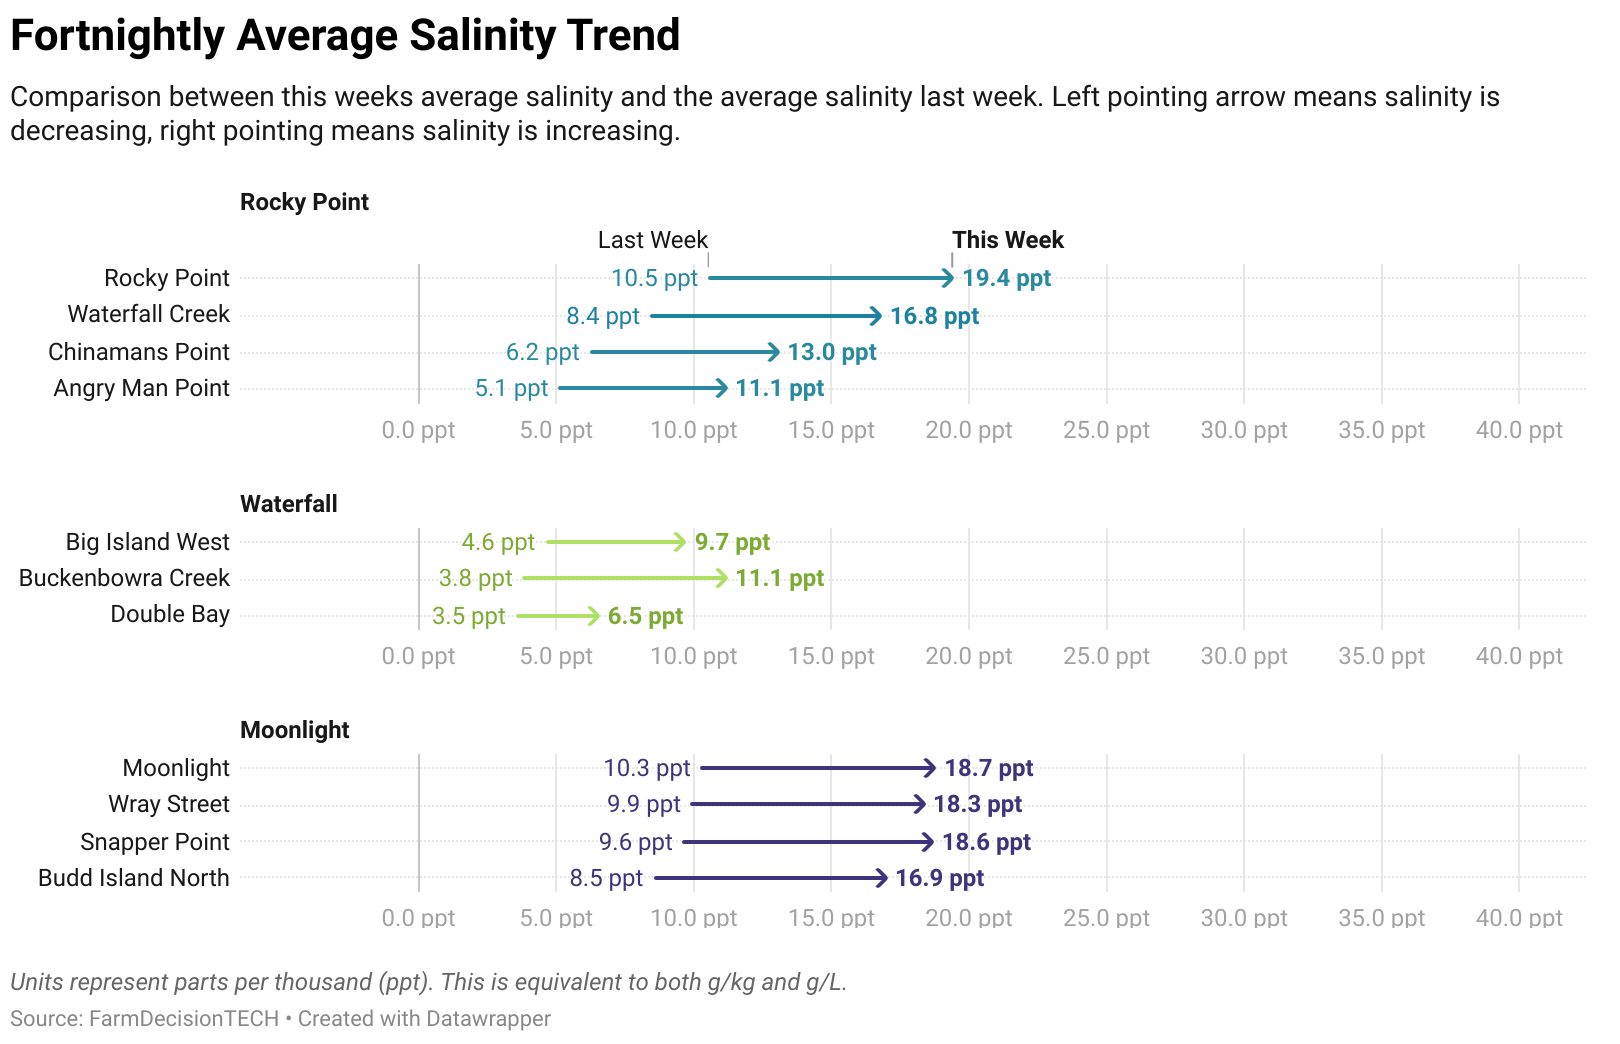 Fortnightly Average Salinity Trend
Comparison between this weeks average salinity and the average salinity last week. Left pointing arrow means salinity is
decreasing, right pointing means salinity is increasing.
Rocky Point
Last Week This Week
Rocky Point 10.5 ppt 19.4 ppt
Waterfall Creek 8.4 ppt 16.8 ppt
Chinamans Point 6.2 ppt 13.0 ppt
Angry Man Point 5.1 ppt 11.1 ppt
0.0 ppt 5.0 ppt 10.0 ppt 15.0 ppt 20.0 ppt 25.0 ppt 30.0 ppt 35.0 ppt 40.0 ppt
Waterfall
Big Island West 4.6 ppt 9.7 ppt
Buckenbowra Creek 3.8 ppt 11.1 ppt
Double Bay 3.5 ppt 6.5 ppt
0.0 ppt 5.0 ppt 10.0 ppt 15.0 ppt 20.0 ppt 25.0 ppt 30.0 ppt 35.0 ppt 40.0 ppt
Moonlight
Moonlight 10.3 ppt 18.7 ppt
Wray Street 9.9 ppt 18.3 ppt
Snapper Point 9.6 ppt 18.6 ppt
Budd Island North 8.5 ppt 16.9 ppt
0.0 ppt 5.0 ppt 10.0 ppt 15.0 ppt 20.0 ppt 25.0 ppt 30.0 ppt 35.0 ppt 40.0 ppt
Units represent parts per thousand (ppt). This is equivalent to both g/kg and g/L.
Source: FarmDecisionTECH • Created with Datawrapper